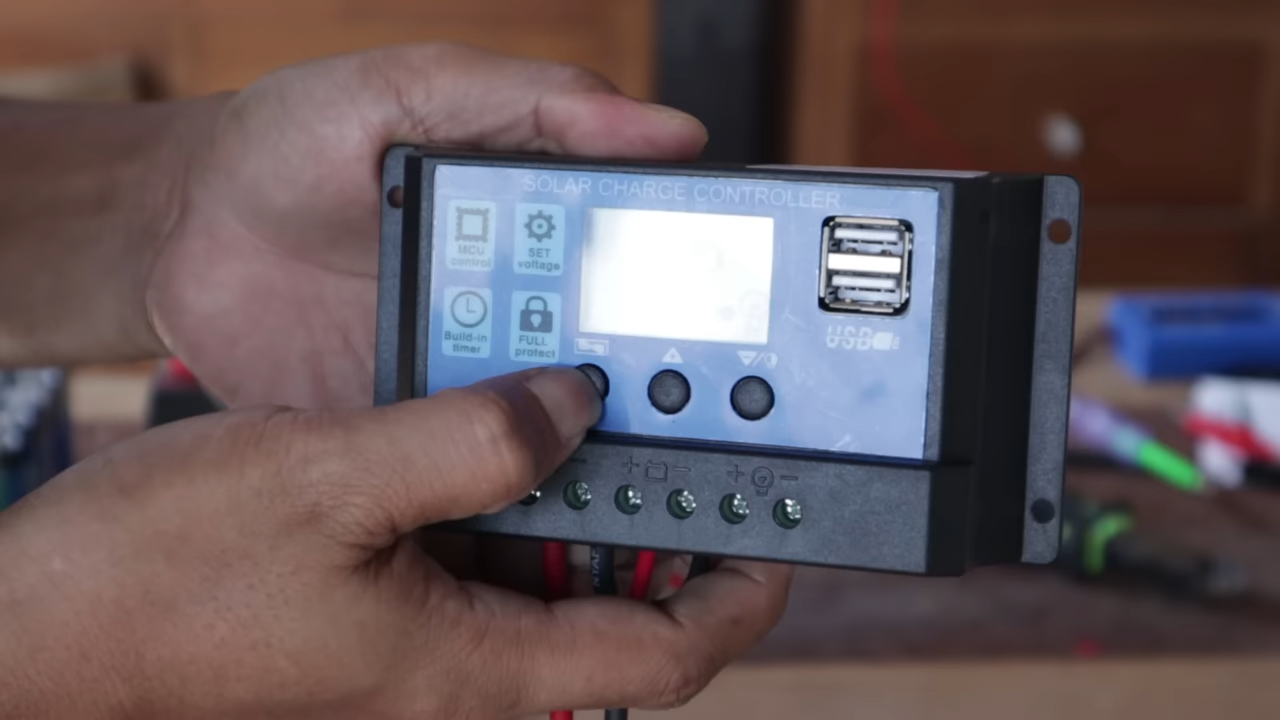 SOLAR CHARGE CONTROLLER
MCU
control
SET
voltage
Build-in
timer
FULL
protect
USB
+ -
+ -